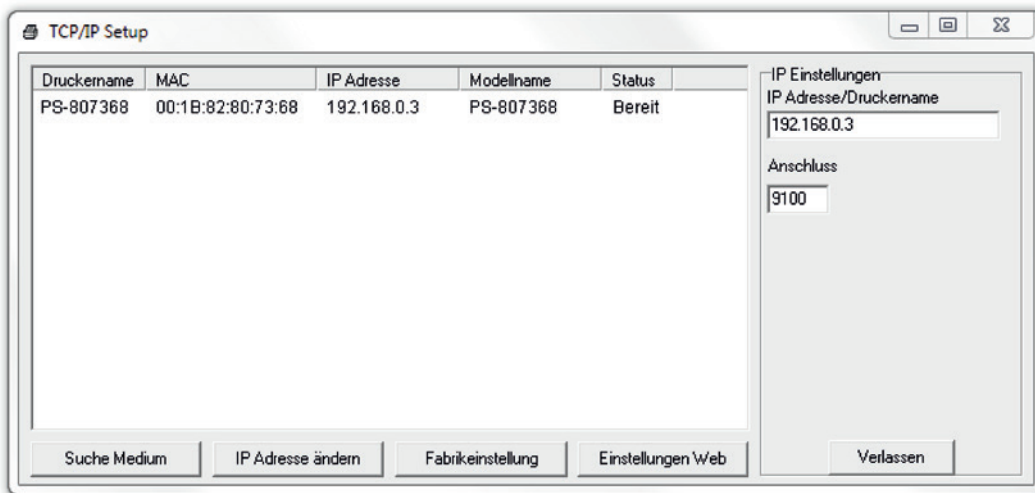 TCP/IP Setup
Druckername MAC IP Adresse Modellname Status
PS-807368 00:1B:82:80:73:68 192.168.0.3 PS-807368 Bereit
IP Einstellungen
IP Adresse/Druckername
192.168.0.3
Anschluss
9100
Suche Medium IP Adresse ändern Fabrikeinstellung Einstellungen Web Verlassen